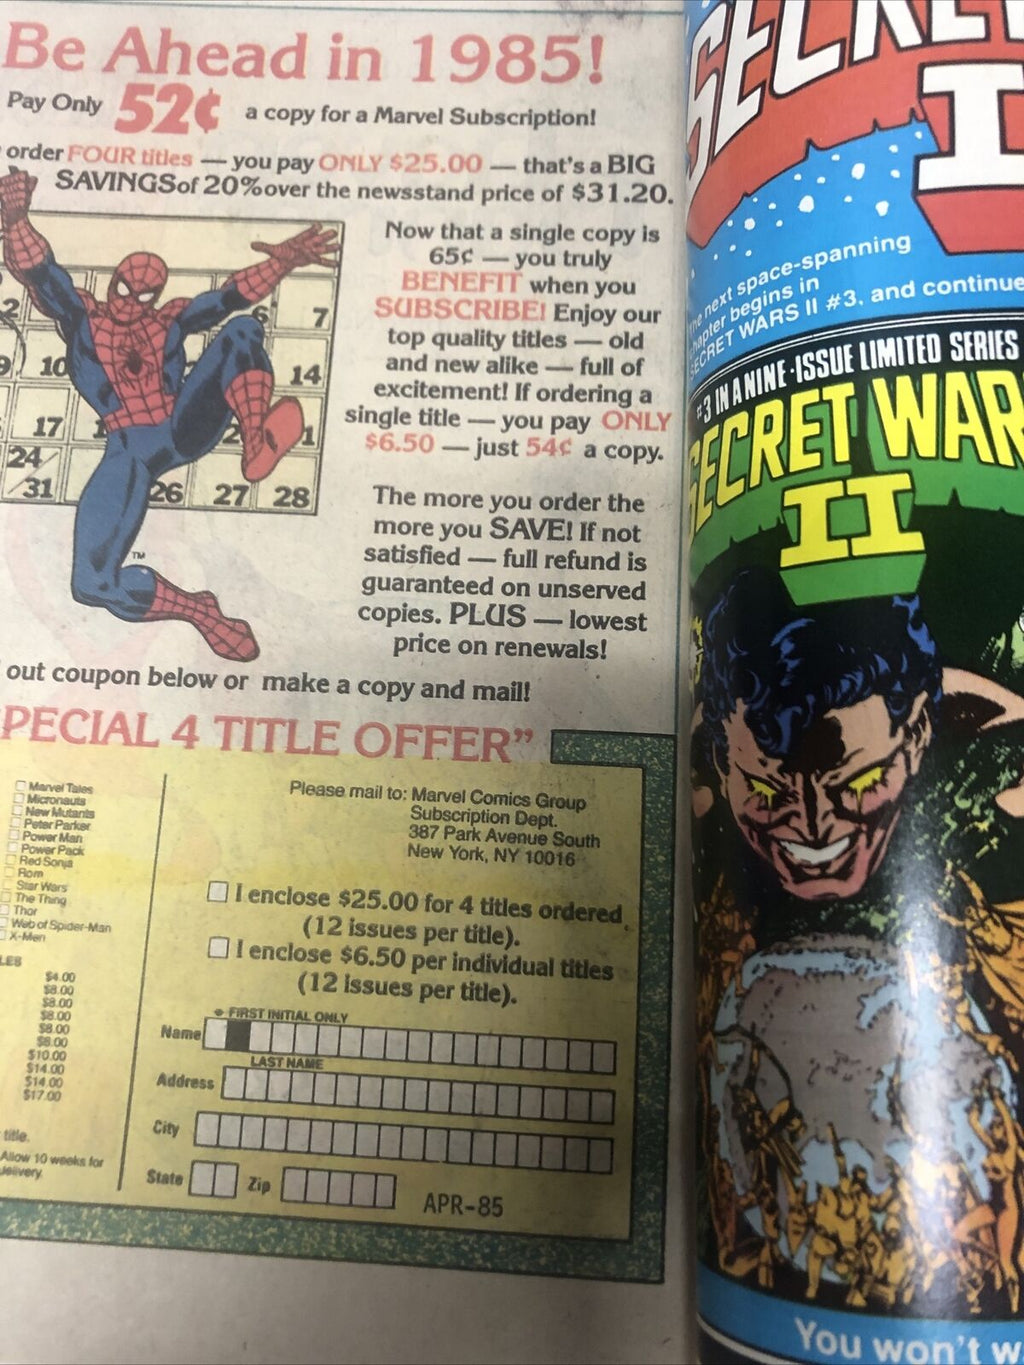 Be Ahead in 1985!
Pay Only 52¢ a copy for a Marvel Subscription!
order FOUR titles — you pay ONLY $25.00 — that's a BIG
SAVINGS of 20% over the newsstand price of $31.20.
Now that a single copy is
65¢ — you truly
BENEFIT when you
SUBSCRIBE! Enjoy our
top quality titles — old
and new alike — full of
excitement! If ordering a
single title — you pay ONLY
$6.50 — just 54¢ a copy.
The more you order the
more you SAVE! If not
satisfied — full refund is
guaranteed on unserved
copies. PLUS — lowest
price on renewals!
2
6
7
9
10
14
17
24
31
26
27
28
TM
out coupon below or make a copy and mail!
PECIAL 4 TITLE OFFER”
Marvel Tales
Micronauts
New Mutants
Peter Parker
Power Man
Power Pack
Red Sonja
Rom
Star Wars
The Thing
Thor
Web of Spider-Man
X-Men
LES
$4.00
$8.00
$8.00
$8.00
$8.00
$8.00
$10.00
$14.00
$14.00
$17.00
title.
Allow 10 weeks for
delivery.
Please mail to: Marvel Comics Group
Subscription Dept.
387 Park Avenue South
New York, NY 10016
I enclose $25.00 for 4 titles ordered
(12 issues per title).
I enclose $6.50 per individual titles
(12 issues per title).
FIRST INITIAL ONLY
Name
LAST NAME
Address
City
State Zip
APR-85
SECRE
next space-spanning
chapter begins in
SECRET WARS II #3, and continue
#3 IN A NINE-ISSUE LIMITED SERIES
SECRET WAR
II
You won't w